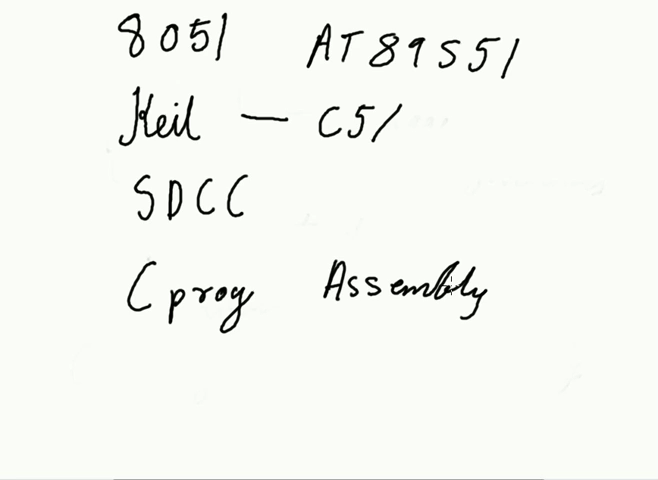 8051 AT89S51
Keil — C51
SDCC
C prog Assembly